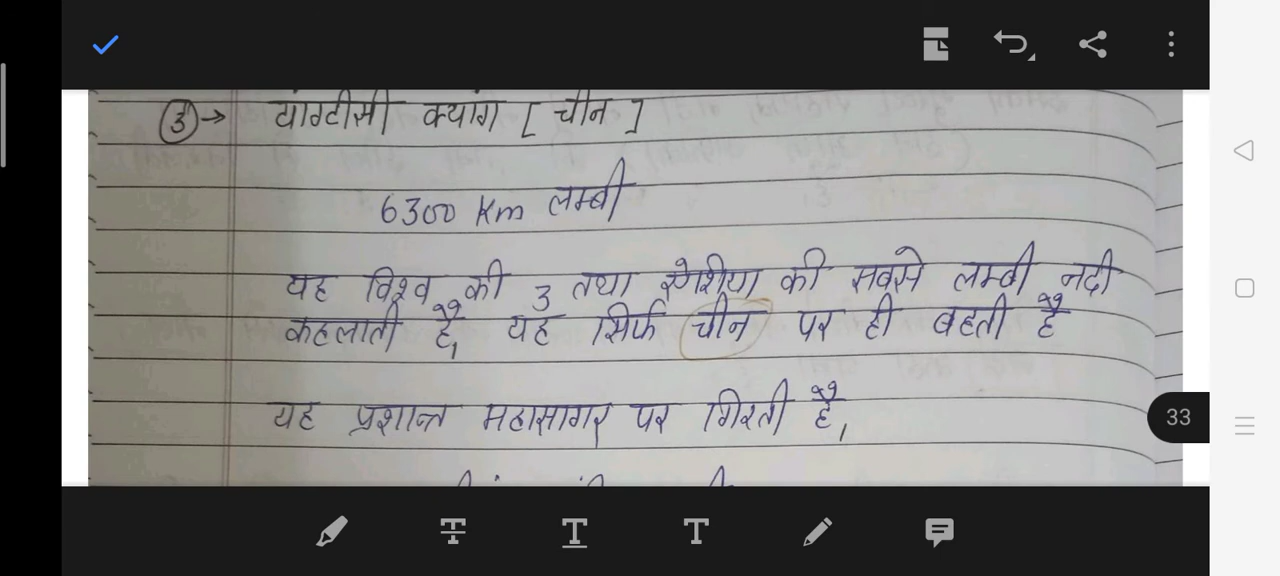 ③→ यांगटीसी क्यांग [ चीन ]
6300 Km लम्बी
यह विश्व की 3 तथा एशिया की सबसे लम्बी नदी
कहलाती है, यह सिर्फ चीन पर ही बहती है
यह प्रशान्त महासागर पर गिरती है,
33